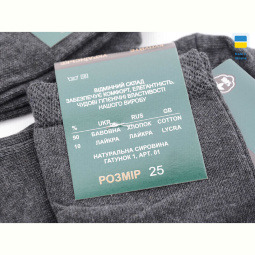 ВІДМІННИЙ СКЛАД
ЗАБЕЗПЕЧУЄ КОМФОРТ, ЕЛЕГАНТНІСТЬ,
ЧУДОВІ ГІГІЄНІЧНІ ВЛАСТИВОСТІ
НАШОГО ВИРОБУ
% UKR RUS GB
90 БАВОВНА ХЛОПОК COTTON
10 ЛАЙКРА ЛАЙКРА LYCRA
НАТУРАЛЬНА СИРОВИНА
ГАТУНОК 1, АРТ. 01
РОЗМІР 25